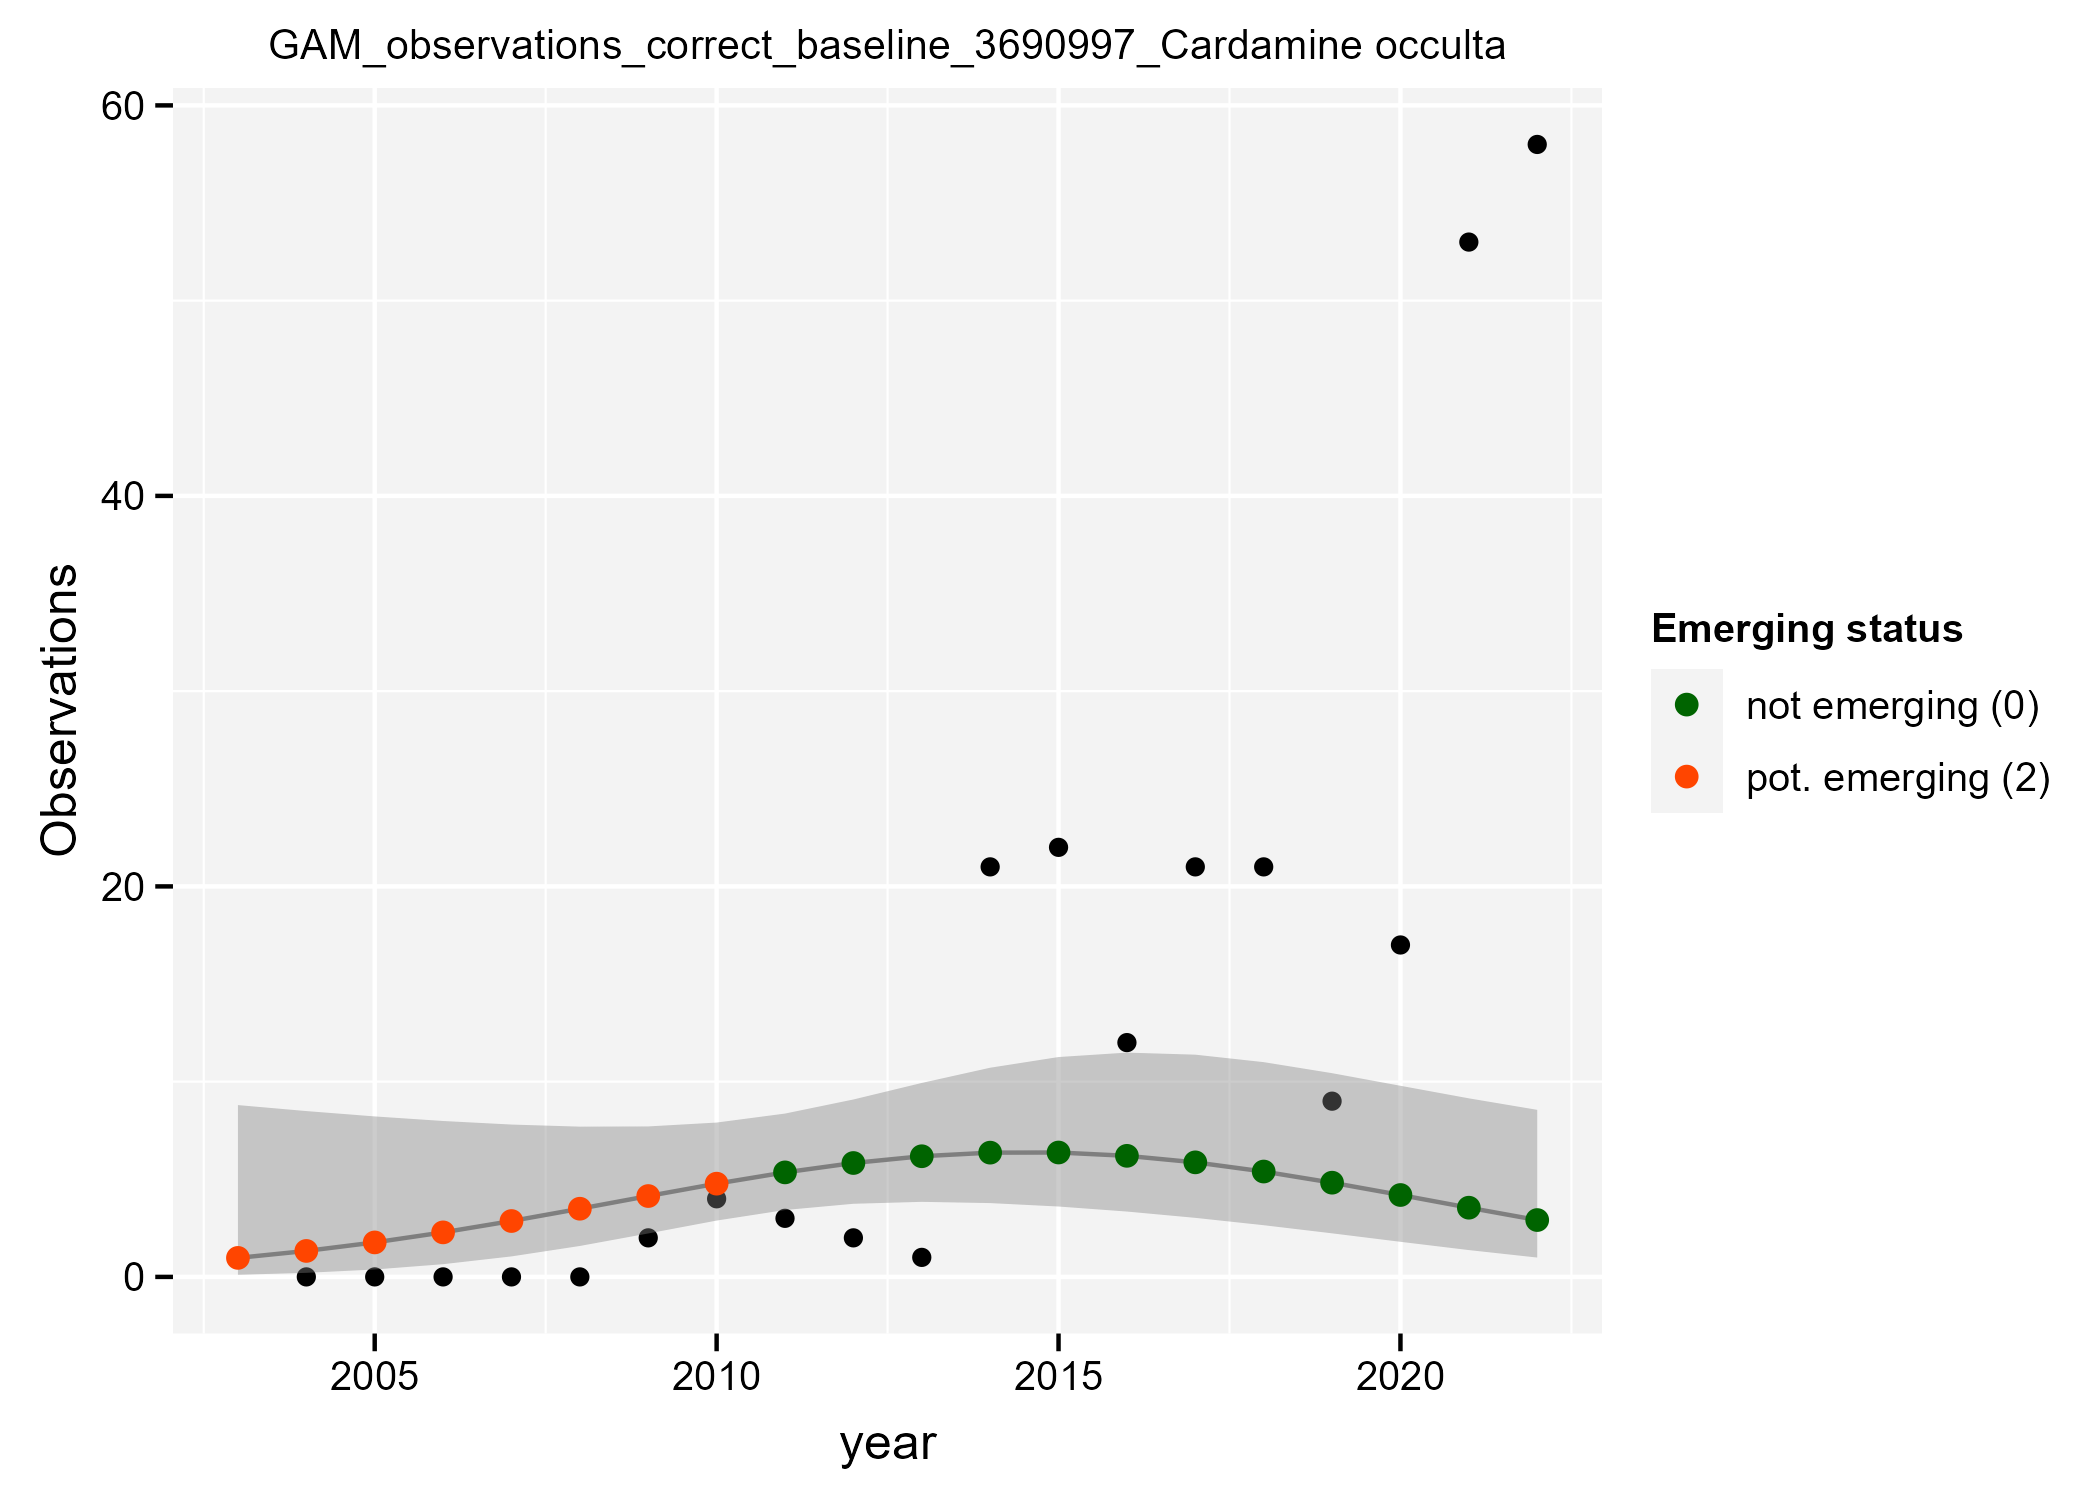 GAM_observations_correct_baseline_3690997_Cardamine occulta
60
40
20
0
Observations
2005
2010
2015
2020
year
Emerging status
not emerging (0)
pot. emerging (2)